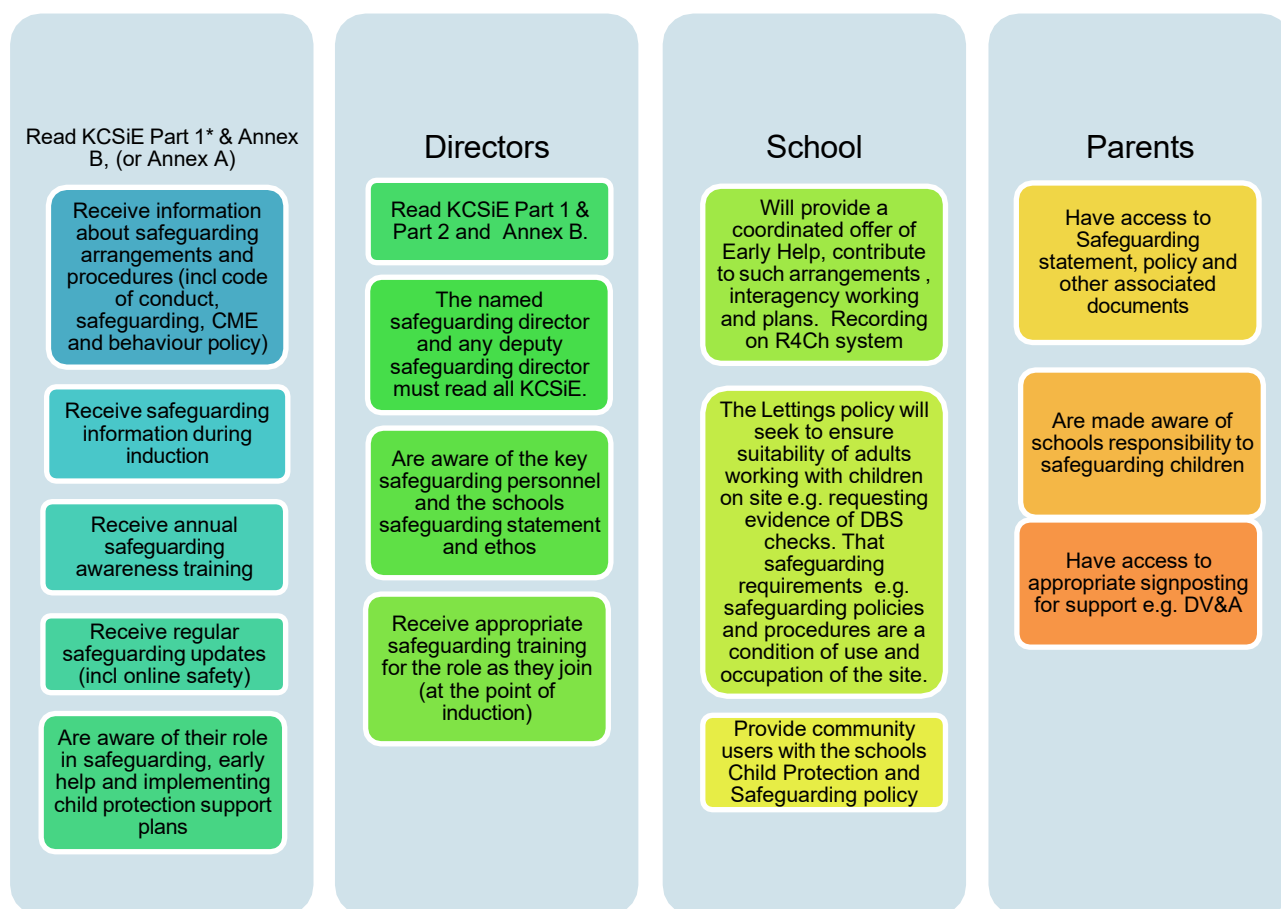 Read KCSiE Part 1* & Annex
B, (or Annex A)
Receive information
about safeguarding
arrangements and
procedures (incl code of
conduct,
safeguarding, CME
and behaviour policy)
Receive safeguarding
information during
induction
Receive annual
safeguarding
awareness training
Receive regular
safeguarding updates
(incl online safety)
Are aware of their role
in safeguarding, early
help and implementing
child protection support
plans
Directors
Read KCSiE Part 1 &
Part 2 and  Annex B.
The named
safeguarding director
and any deputy
safeguarding director
must read all KCSiE.
Are aware of the key
safeguarding personnel
and the schools
safeguarding statement
and ethos
Receive appropriate
safeguarding training
for the role as they join
(at the point of
induction)
School
Will provide a
coordinated offer of
Early Help, contribute
to such arrangements ,
interagency working
and plans.  Recording
on R4Ch system
The Lettings policy will
seek to ensure
suitability of adults
working with children
on site e.g. requesting
evidence of DBS
checks. That
safeguarding
requirements  e.g.
safeguarding policies
and procedures are a
condition of use and
occupation of the site.
Provide community
users with the schools
Child Protection and
Safeguarding policy
Parents
Have access to
Safeguarding
statement, policy and
other associated
documents
Are made aware of
schools responsibility to
safeguarding children
Have access to
appropriate signposting
for support e.g. DV&A